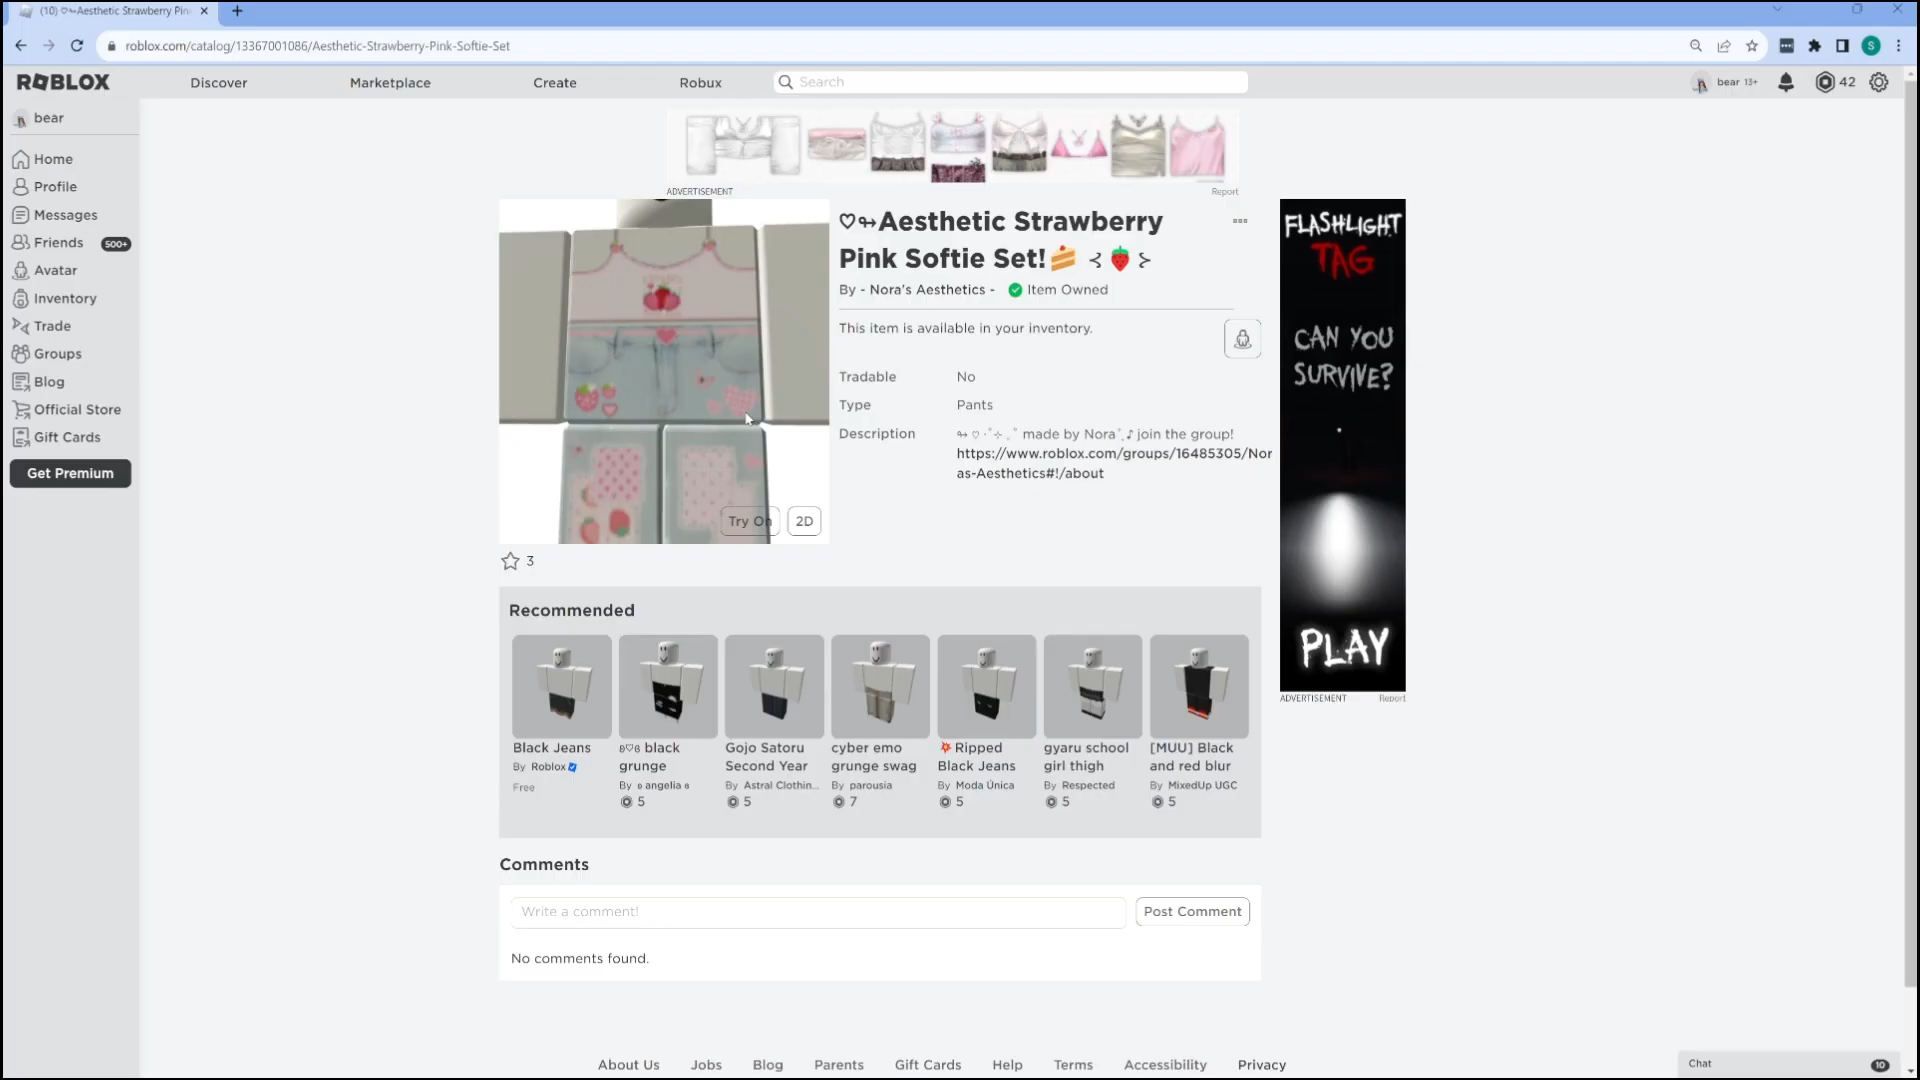 (10) ♡↬Aesthetic Strawberry Pin
roblox.com/catalog/13367001086/Aesthetic-Strawberry-Pink-Softie-Set
S
ROBLOX
Discover
Marketplace
Create
Robux
Search
bear 13+
42
bear
Home
Profile
Messages
Friends 500+
Avatar
Inventory
Trade
Groups
Blog
Official Store
Gift Cards
Get Premium
ADVERTISEMENT
Report
♡↬Aesthetic Strawberry
Pink Softie Set!🍰 ⊰🍓⊱
By - Nora's Aesthetics - Item Owned
This item is available in your inventory.
Tradable No
Type Pants
Description ↬ ♡ made by Nora ♪ join the group!
https://www.roblox.com/groups/16485305/Nor
as-Aesthetics#!/about
Try On
2D
3
FLASHLIGHT
TAG
CAN YOU
SURVIVE?
PLAY
ADVERTISEMENT
Report
Recommended
Black Jeans
By Roblox
Free
ʚ♡ɞ black
grunge
By ʚ angelia ɞ
5
Gojo Satoru
Second Year
By Astral Clothin...
5
cyber emo
grunge swag
By parousia
7
💥 Ripped
Black Jeans
By Moda Única
5
gyaru school
girl thigh
By Respected
5
[MUU] Black
and red blur
By MixedUp UGC
5
Comments
Write a comment!
Post Comment
No comments found.
About Us
Jobs
Blog
Parents
Gift Cards
Help
Terms
Accessibility
Privacy
Chat
10